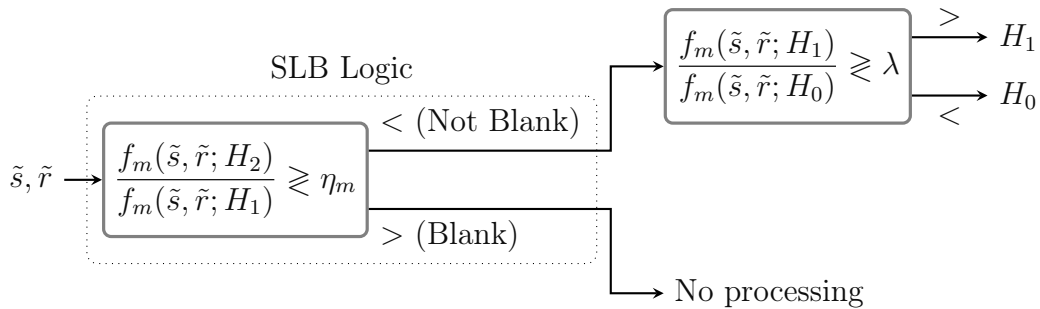 SLB Logic
s̃, r̃
f_m(s̃, r̃; H_2)
f_m(s̃, r̃; H_1)
≷ η_m
< (Not Blank)
> (Blank)
f_m(s̃, r̃; H_1)
f_m(s̃, r̃; H_0)
≷ λ
>
H_1
H_0
<
No processing